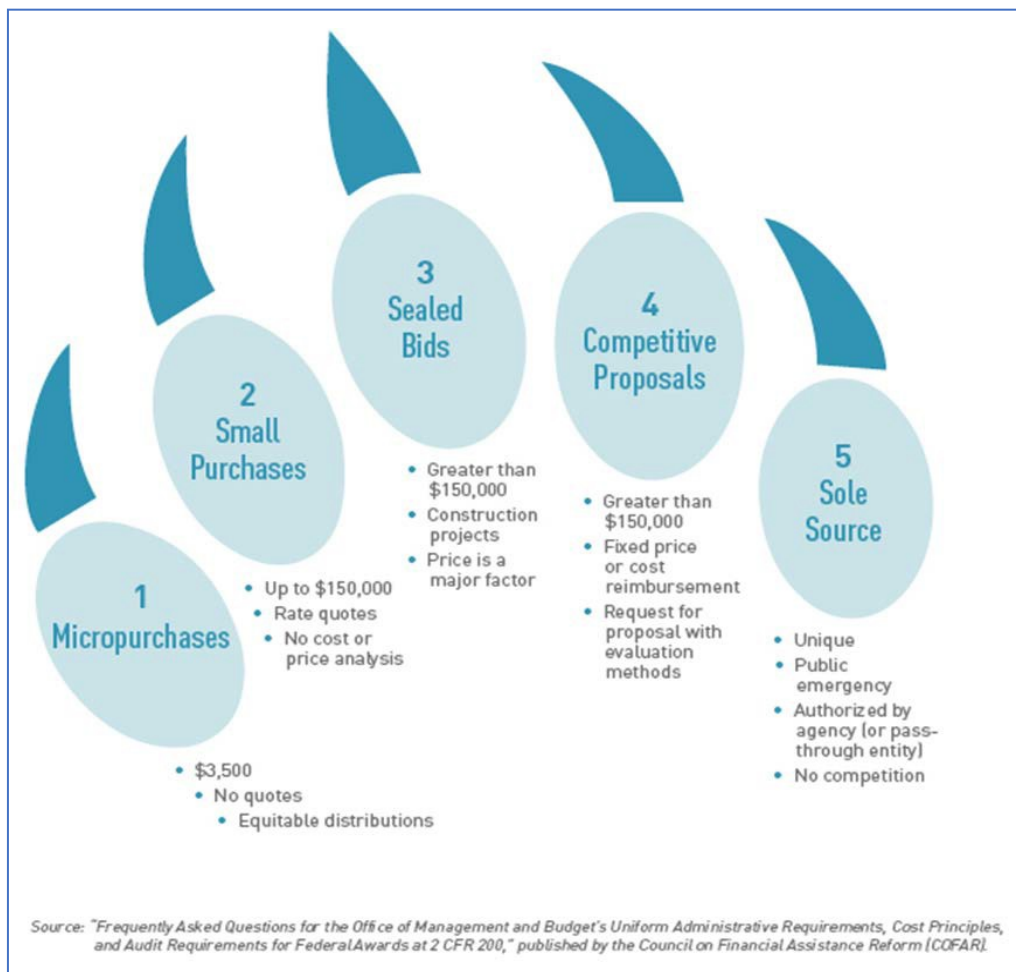 1
Micropurchases
• $3,500
• No quotes
• Equitable distributions
2
Small
Purchases
• Up to $150,000
• Rate quotes
• No cost or
price analysis
3
Sealed
Bids
• Greater than
$150,000
• Construction
projects
• Price is a
major factor
4
Competitive
Proposals
• Greater than
$150,000
• Fixed price
or cost
reimbursement
• Request for
proposal with
evaluation
methods
5
Sole
Source
• Unique
• Public
emergency
• Authorized by
agency (or pass-
through entity)
• No competition
Source: “Frequently Asked Questions for the Office of Management and Budget's Uniform Administrative Requirements, Cost Principles,
and Audit Requirements for Federal Awards at 2 CFR 200,” published by the Council on Financial Assistance Reform (COFAR).